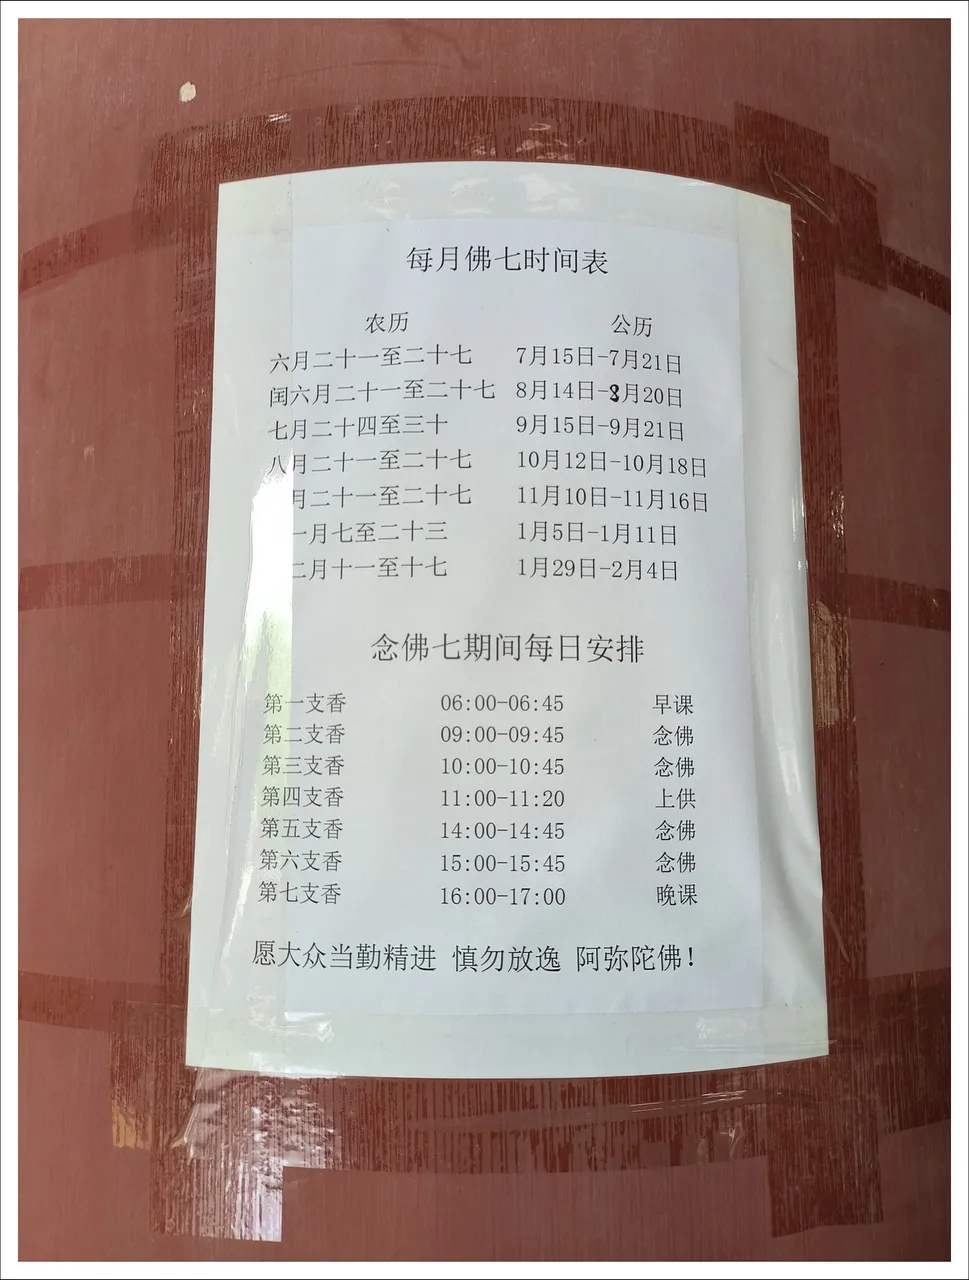 每月佛七时间表
农历 公历
六月二十一至二十七 7月15日-7月21日
闰六月二十一至二十七 8月14日-8月20日
七月二十四至三十 9月15日-9月21日
八月二十一至二十七 10月12日-10月18日
月二十一至二十七 11月10日-11月16日
一月七至二十三 1月5日-1月11日
二月十一至十七 1月29日-2月4日
念佛七期间每日安排
第一支香 06:00-06:45 早课
第二支香 09:00-09:45 念佛
第三支香 10:00-10:45 念佛
第四支香 11:00-11:20 上供
第五支香 14:00-14:45 念佛
第六支香 15:00-15:45 念佛
第七支香 16:00-17:00 晚课
愿大众当勤精进 慎勿放逸 阿弥陀佛!